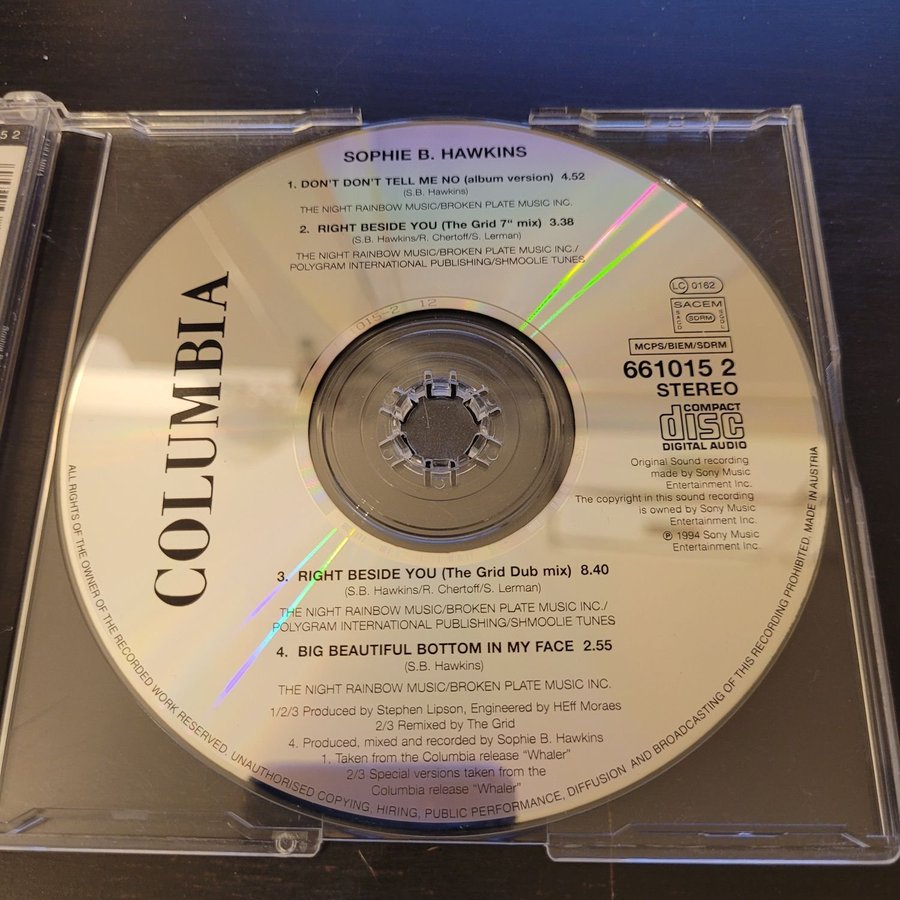 5 2
COLUMBIA
SOPHIE B. HAWKINS
1. DON'T DON'T TELL ME NO (album version) 4.52
(S.B. Hawkins)
THE NIGHT RAINBOW MUSIC/BROKEN PLATE MUSIC INC.
2. RIGHT BESIDE YOU (The Grid 7“ mix) 3.38
(S.B. Hawkins/R. Chertoff/S. Lerman)
THE NIGHT RAINBOW MUSIC/BROKEN PLATE MUSIC INC./
POLYGRAM INTERNATIONAL PUBLISHING/SHMOOLIE TUNES
015-2 12
LC 0162
SACEM
SACD SDRM SGDL
MCPS/BIEM/SDRM
661015 2
STEREO
COMPACT
disc
DIGITAL AUDIO
Original Sound recording
made by Sony Music
Entertainment Inc.
The copyright in this sound recording
is owned by Sony Music
Entertainment Inc.
℗ 1994 Sony Music
Entertainment Inc.
3. RIGHT BESIDE YOU (The Grid Dub mix) 8.40
(S.B. Hawkins/R. Chertoff/S. Lerman)
THE NIGHT RAINBOW MUSIC/BROKEN PLATE MUSIC INC./
POLYGRAM INTERNATIONAL PUBLISHING/SHMOOLIE TUNES
4. BIG BEAUTIFUL BOTTOM IN MY FACE 2.55
(S.B. Hawkins)
THE NIGHT RAINBOW MUSIC/BROKEN PLATE MUSIC INC.
1/2/3 Produced by Stephen Lipson, Engineered by HEff Moraes
2/3 Remixed by The Grid
4. Produced, mixed and recorded by Sophie B. Hawkins
1. Taken from the Columbia release “Whaler”
2/3 Special versions taken from the
Columbia release “Whaler”
ALL RIGHTS OF THE OWNER OF THE RECORDED WORK RESERVED. UNAUTHORISED COPYING, HIRING, PUBLIC PERFORMANCE, DIFFUSION AND BROADCASTING OF THIS RECORDING PROHIBITED. MADE IN AUSTRIA